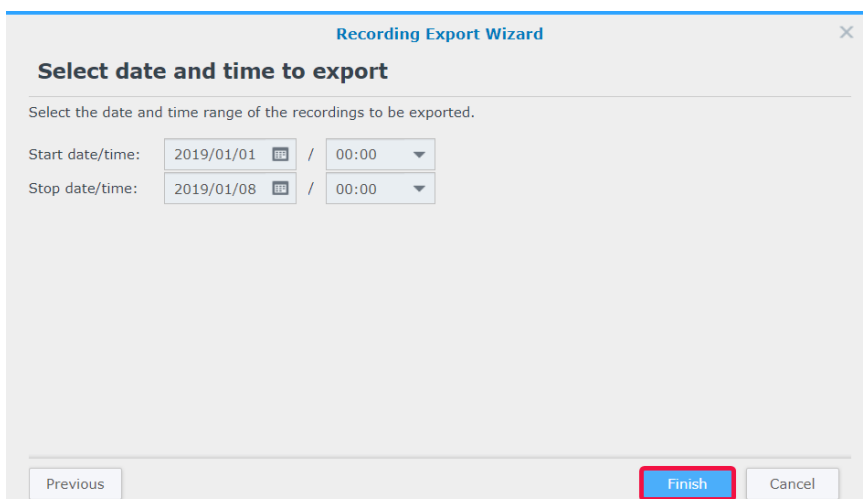 Recording Export Wizard
Select date and time to export
Select the date and time range of the recordings to be exported.
Start date/time: 2019/01/01 / 00:00
Stop date/time: 2019/01/08 / 00:00
Previous Finish Cancel